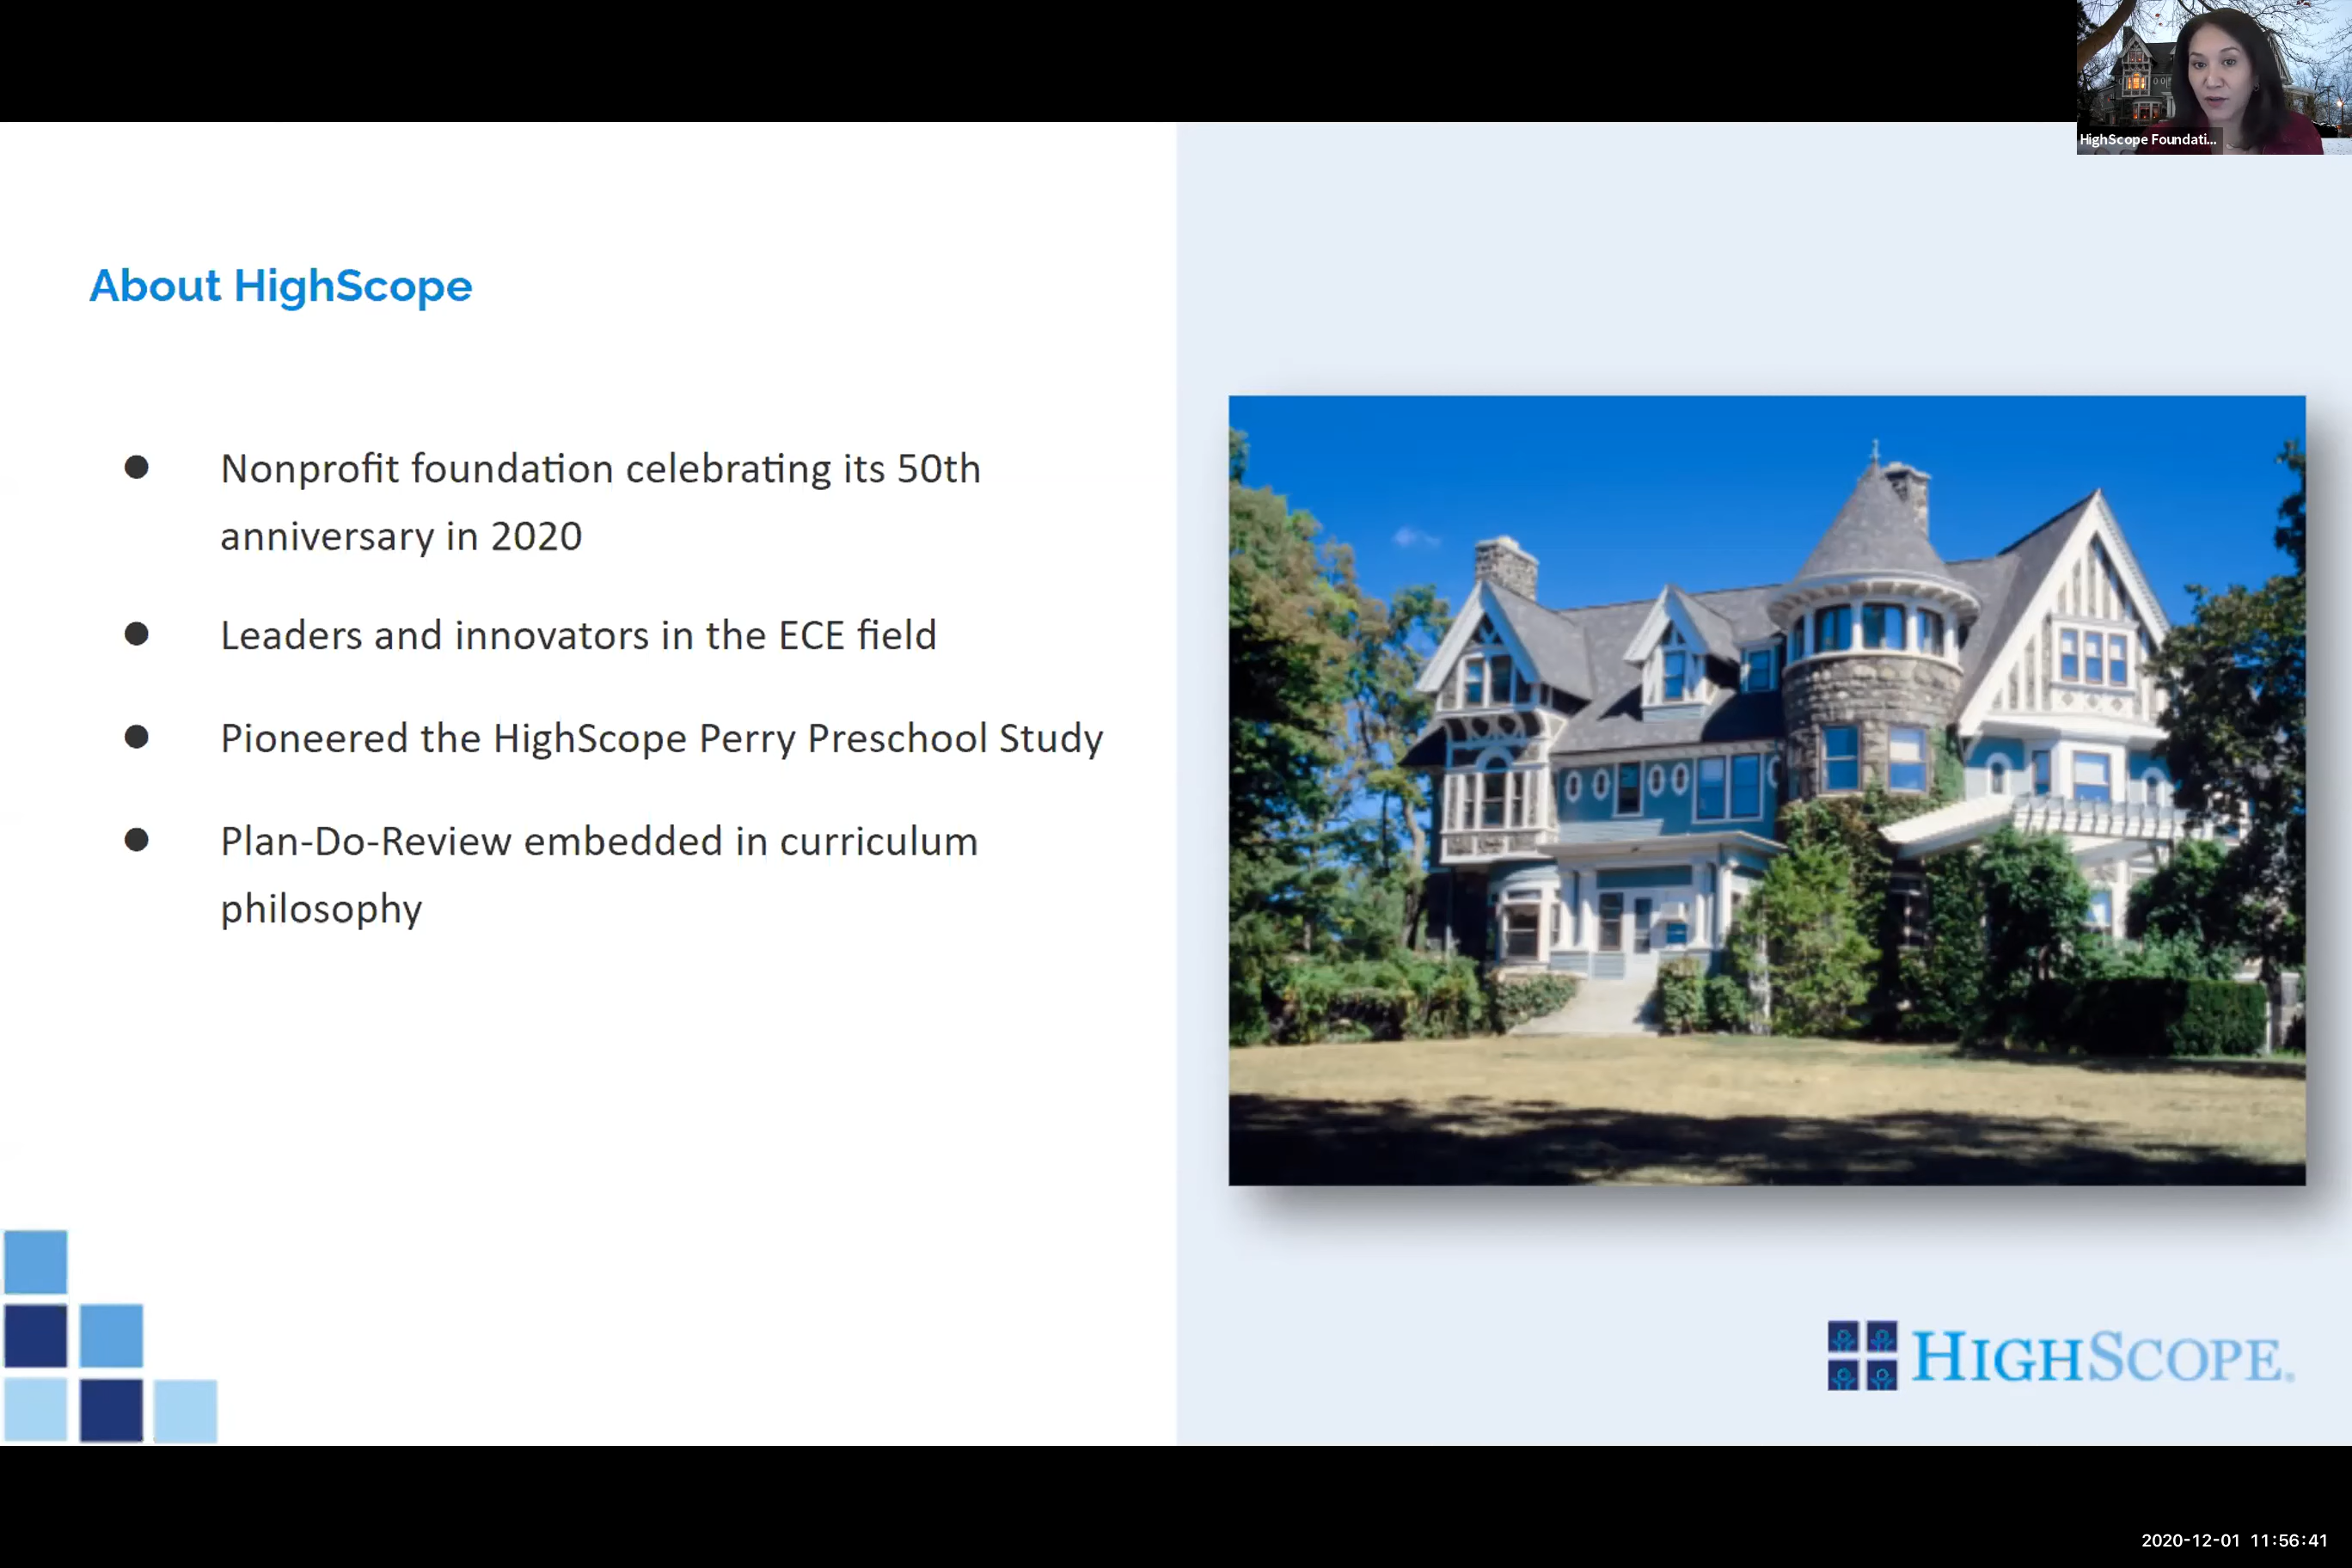 HighScope Foundati...
About HighScope
● Nonprofit foundation celebrating its 50th
anniversary in 2020
● Leaders and innovators in the ECE field
● Pioneered the HighScope Perry Preschool Study
● Plan-Do-Review embedded in curriculum
philosophy
HIGHSCOPE®
2020-12-01 11:56:41